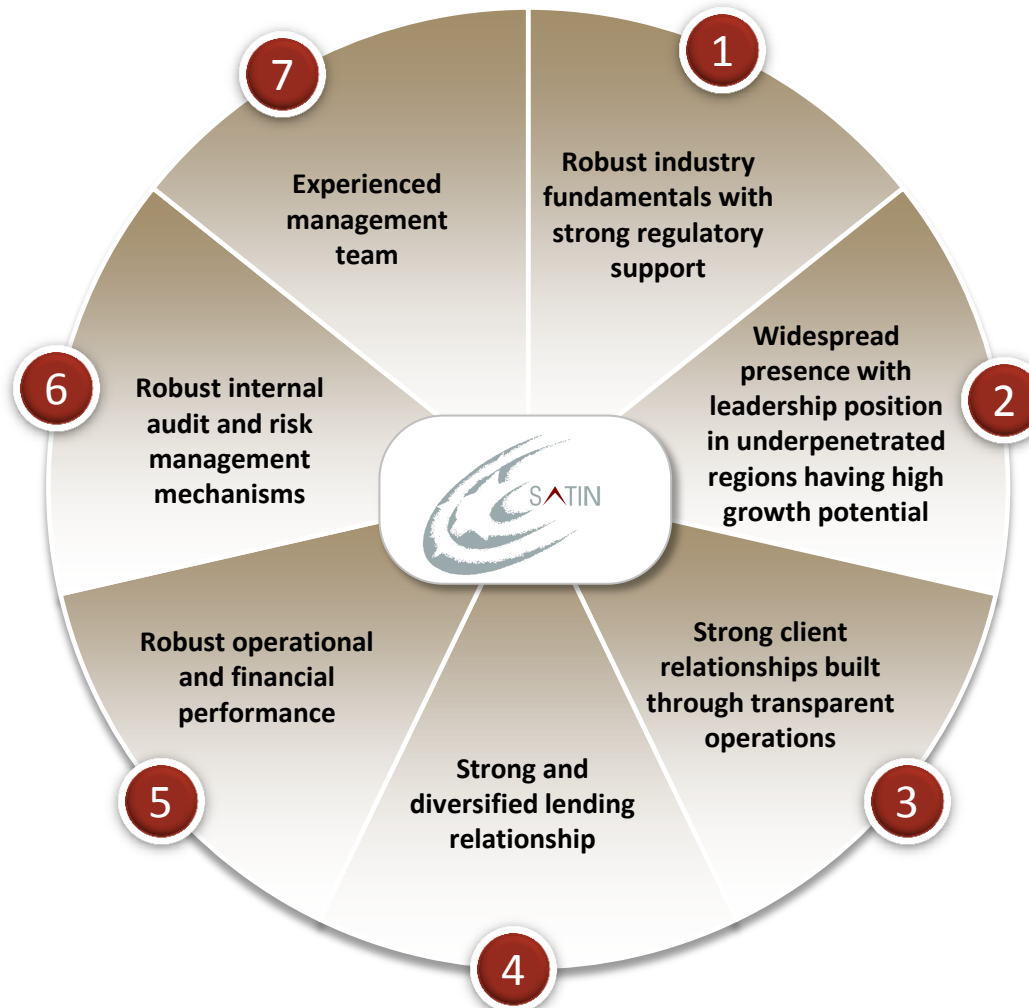 1
Robust industry
fundamentals with
strong regulatory
support
2
Widespread
presence with
leadership position
in underpenetrated
regions having high
growth potential
3
Strong client
relationships built
through transparent
operations
4
Strong and
diversified lending
relationship
5
Robust operational
and financial
performance
6
Robust internal
audit and risk
management
mechanisms
7
Experienced
management
team
SATIN